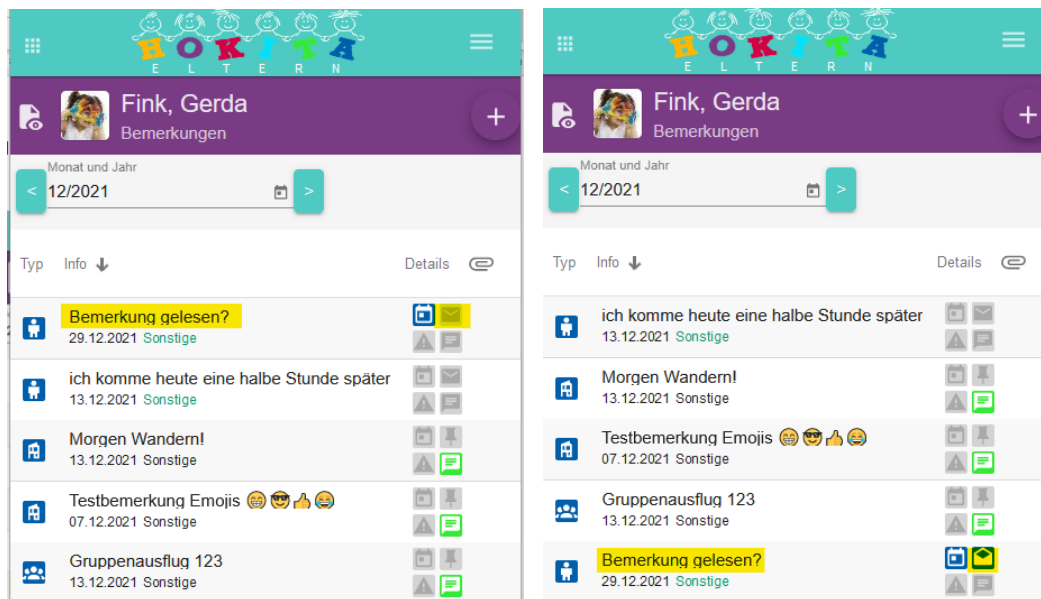 HOKITA
ELTERN
Fink, Gerda
Bemerkungen
+
Monat und Jahr
< 12/2021 >
Typ Info Details
Bemerkung gelesen?
29.12.2021 Sonstige
ich komme heute eine halbe Stunde später
13.12.2021 Sonstige
Morgen Wandern!
13.12.2021 Sonstige
Testbemerkung Emojis 😁😎👍😂
07.12.2021 Sonstige
Gruppenausflug 123
13.12.2021 Sonstige
HOKITA
ELTERN
Fink, Gerda
Bemerkungen
+
Monat und Jahr
< 12/2021 >
Typ Info Details
ich komme heute eine halbe Stunde später
13.12.2021 Sonstige
Morgen Wandern!
13.12.2021 Sonstige
Testbemerkung Emojis 😁😎👍😂
07.12.2021 Sonstige
Gruppenausflug 123
13.12.2021 Sonstige
Bemerkung gelesen?
29.12.2021 Sonstige